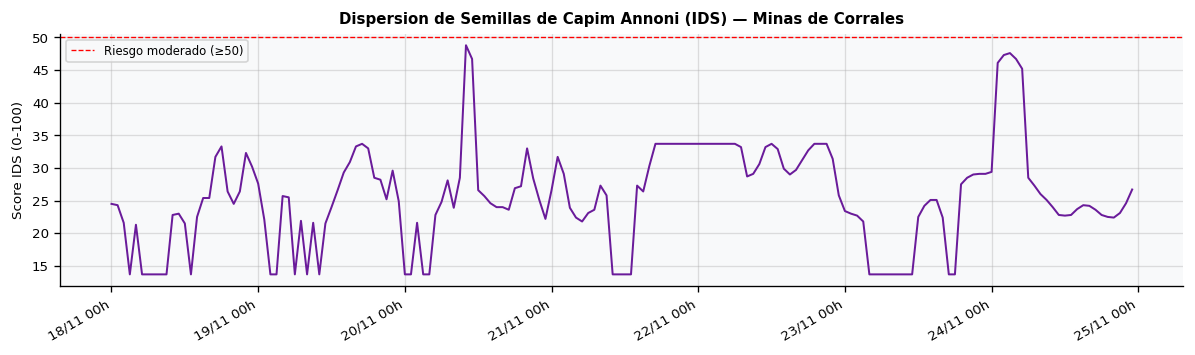 Dispersion de Semillas de Capim Annoni (IDS) — Minas de Corrales
Riesgo moderado (≥50)
Score IDS (0-100)
50
45
40
35
30
25
20
15
18/11 00h
19/11 00h
20/11 00h
21/11 00h
22/11 00h
23/11 00h
24/11 00h
25/11 00h